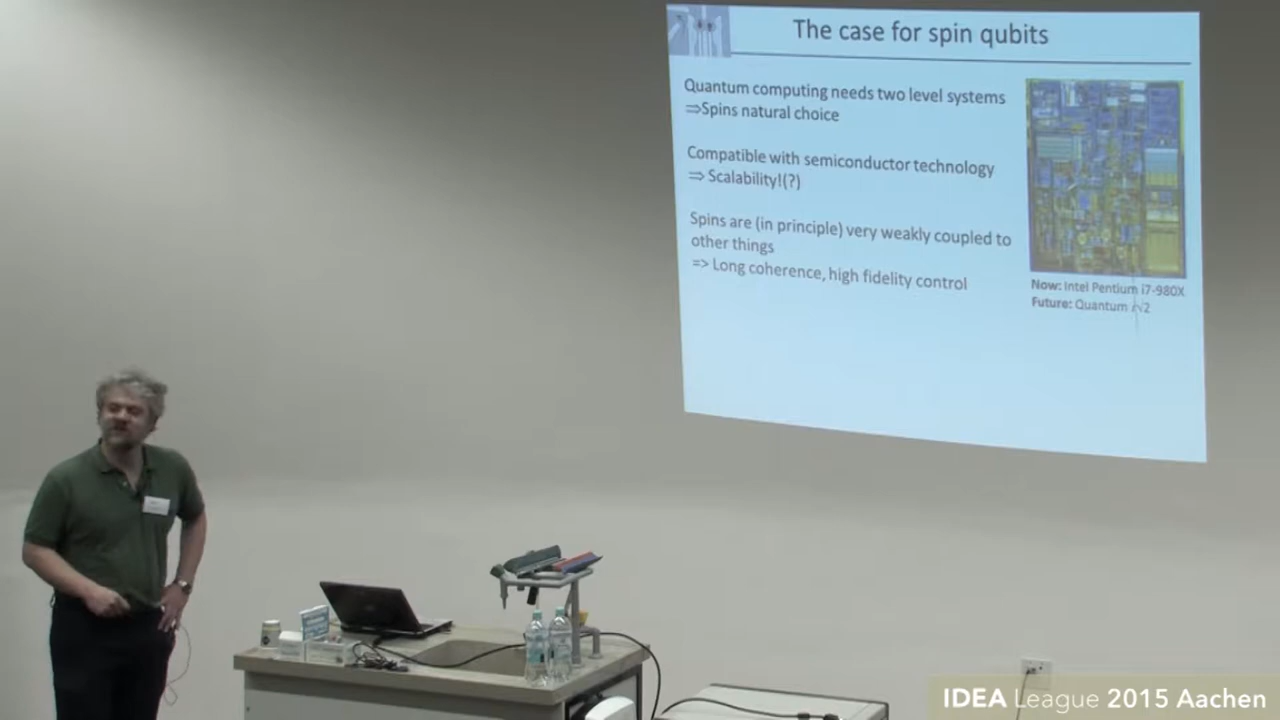 The case for spin qubits
Quantum computing needs two level systems
⇒Spins natural choice
Compatible with semiconductor technology
⇒ Scalability!(?)
Spins are (in principle) very weakly coupled to
other things
=> Long coherence, high fidelity control
Now: Intel Pentium i7-980X
Future: Quantum i√2
IDEA League 2015 Aachen